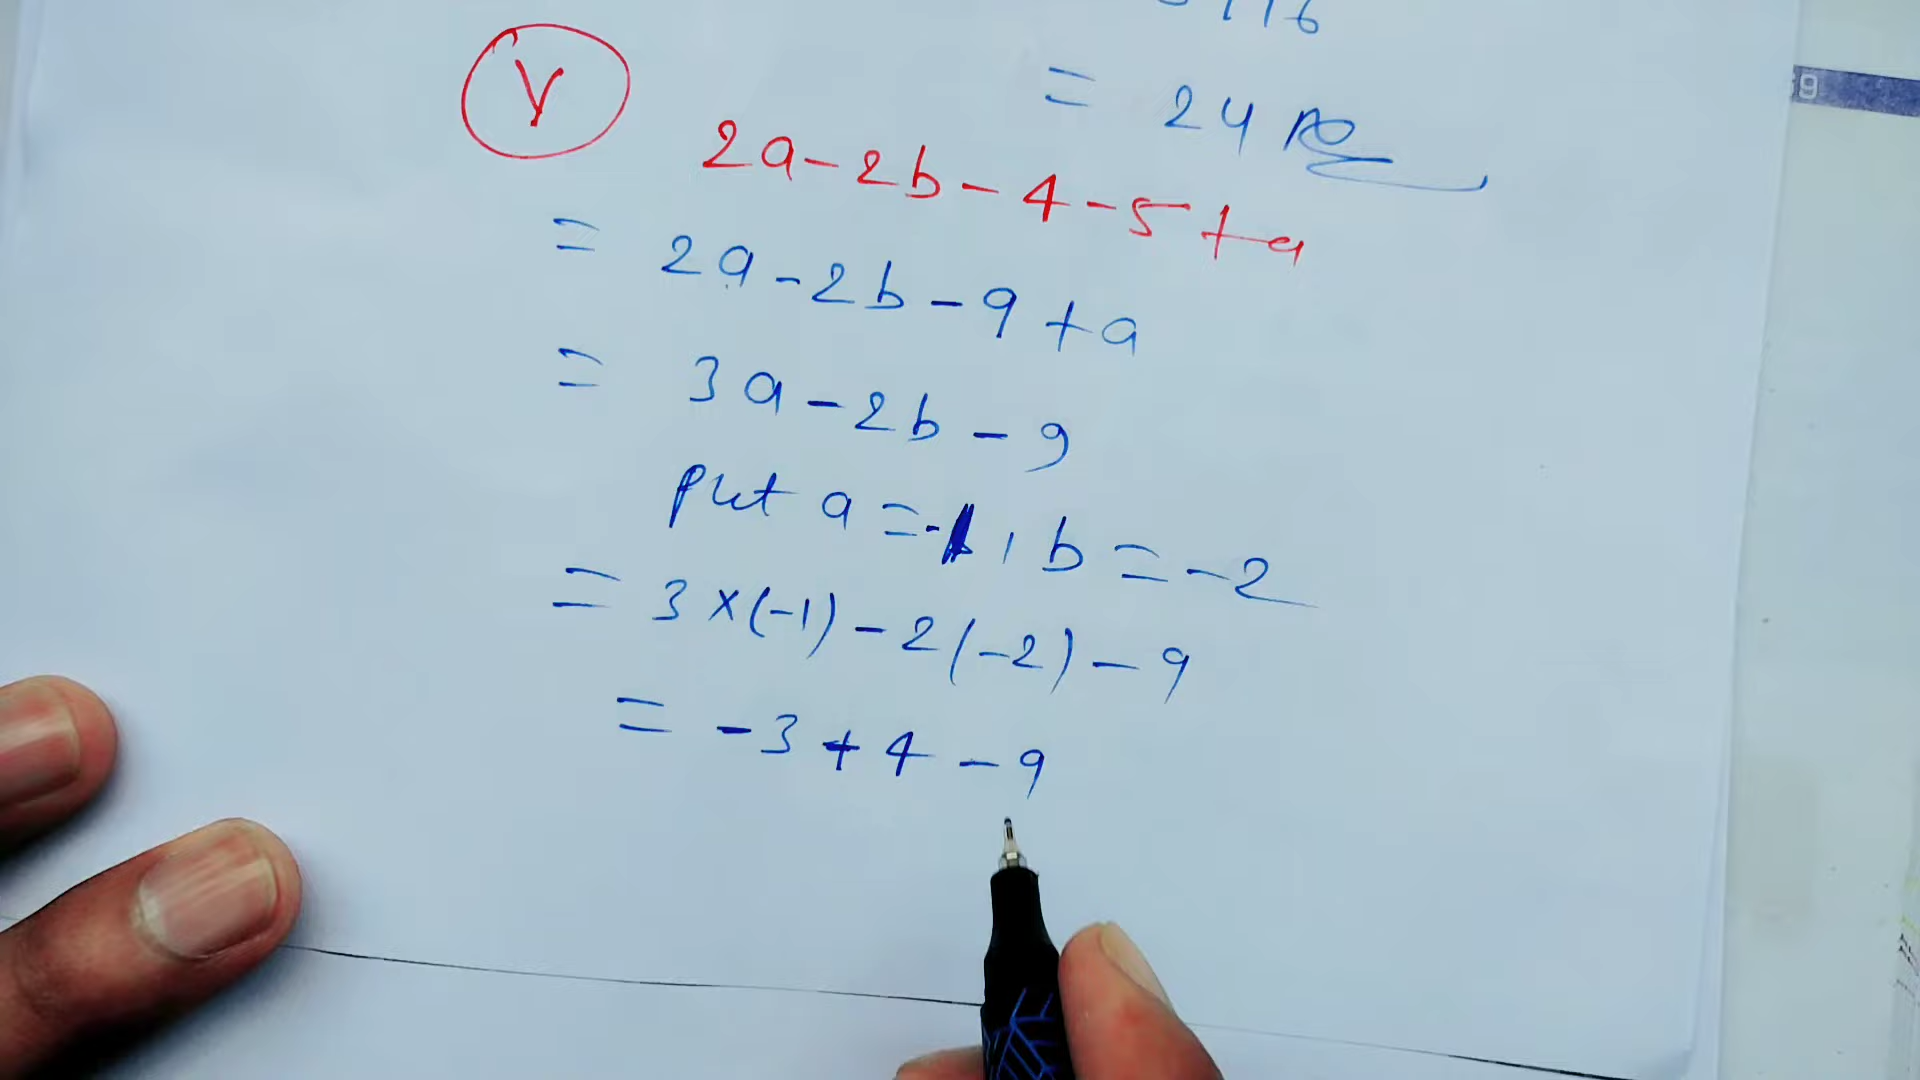 = 24
V
2a-2b-4-5+a
= 2a-2b-9+a
= 3a-2b-9
put a=-1, b=-2
= 3×(-1)-2(-2)-9
= -3+4-9